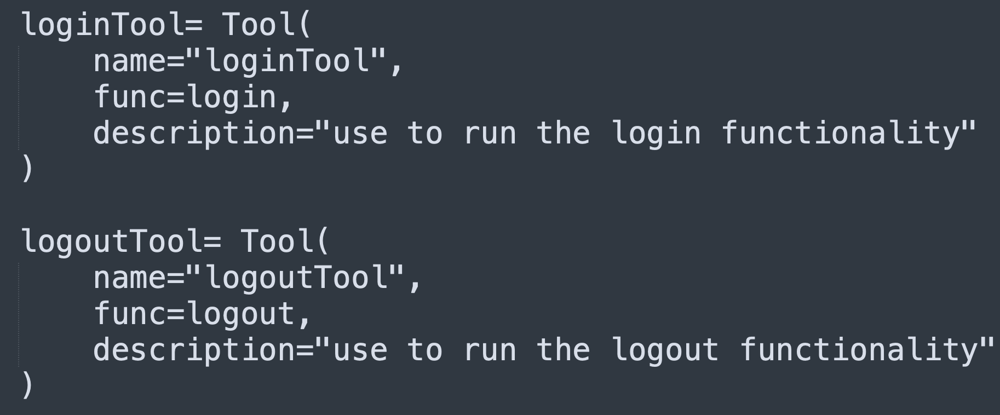 loginTool= Tool(
    name="loginTool",
    func=login,
    description="use to run the login functionality"
)

logoutTool= Tool(
    name="logoutTool",
    func=logout,
    description="use to run the logout functionality"
)